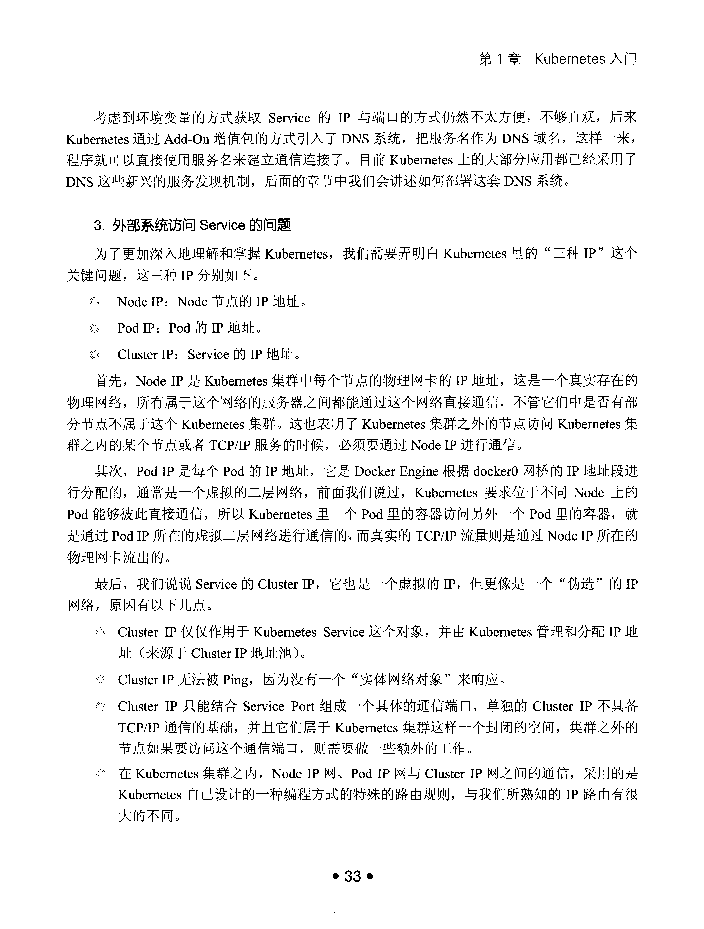 第 1 章 Kubernetes 入门
考虑到环境变量的方式获取 Service 的 IP 与端口的方式仍然不太方便，不够直观，后来
Kubernetes 通过 Add-On 增值包的方式引入了 DNS 系统，把服务名作为 DNS 域名，这样一来，
程序就可以直接使用服务名来建立通信连接了。目前 Kubernetes 上的大部分应用都已经采用了
DNS 这些新兴的服务发现机制，后面的章节中我们会讲述如何部署这套 DNS 系统。
3. 外部系统访问 Service 的问题
为了更加深入地理解和掌握 Kubernetes，我们需要弄明白 Kubernetes 里的“三种 IP”这个
关键问题，这三种 IP 分别如下。
Node IP：Node 节点的 IP 地址。
Pod IP：Pod 的 IP 地址。
Cluster IP：Service 的 IP 地址。
首先，Node IP 是 Kubernetes 集群中每个节点的物理网卡的 IP 地址，这是一个真实存在的
物理网络，所有属于这个网络的服务器之间都能通过这个网络直接通信，不管它们中是否有部
分节点不属于这个 Kubernetes 集群。这也表明了 Kubernetes 集群之外的节点访问 Kubernetes 集
群之内的某个节点或者 TCP/IP 服务的时候，必须要通过 Node IP 进行通信。
其次，Pod IP 是每个 Pod 的 IP 地址，它是 Docker Engine 根据 docker0 网桥的 IP 地址段进
行分配的，通常是一个虚拟的二层网络，前面我们说过，Kubernetes 要求位于不同 Node 上的
Pod 能够彼此直接通信，所以 Kubernetes 里一个 Pod 里的容器访问另外一个 Pod 里的容器，就
是通过 Pod IP 所在的虚拟二层网络进行通信的，而真实的 TCP/IP 流量则是通过 Node IP 所在的
物理网卡流出的。
最后，我们说说 Service 的 Cluster IP，它也是一个虚拟的 IP，但更像是一个“伪造”的 IP
网络，原因有以下几点。
Cluster IP 仅仅作用于 Kubernetes Service 这个对象，并由 Kubernetes 管理和分配 IP 地
址（来源于 Cluster IP 地址池）。
Cluster IP 无法被 Ping，因为没有一个“实体网络对象”来响应。
Cluster IP 只能结合 Service Port 组成一个具体的通信端口，单独的 Cluster IP 不具备
TCP/IP 通信的基础，并且它们属于 Kubernetes 集群这样一个封闭的空间，集群之外的
节点如果要访问这个通信端口，则需要做一些额外的工作。
在 Kubernetes 集群之内，Node IP 网、Pod IP 网与 Cluster IP 网之间的通信，采用的是
Kubernetes 自己设计的一种编程方式的特殊的路由规则，与我们所熟知的 IP 路由有很
大的不同。
• 33 •